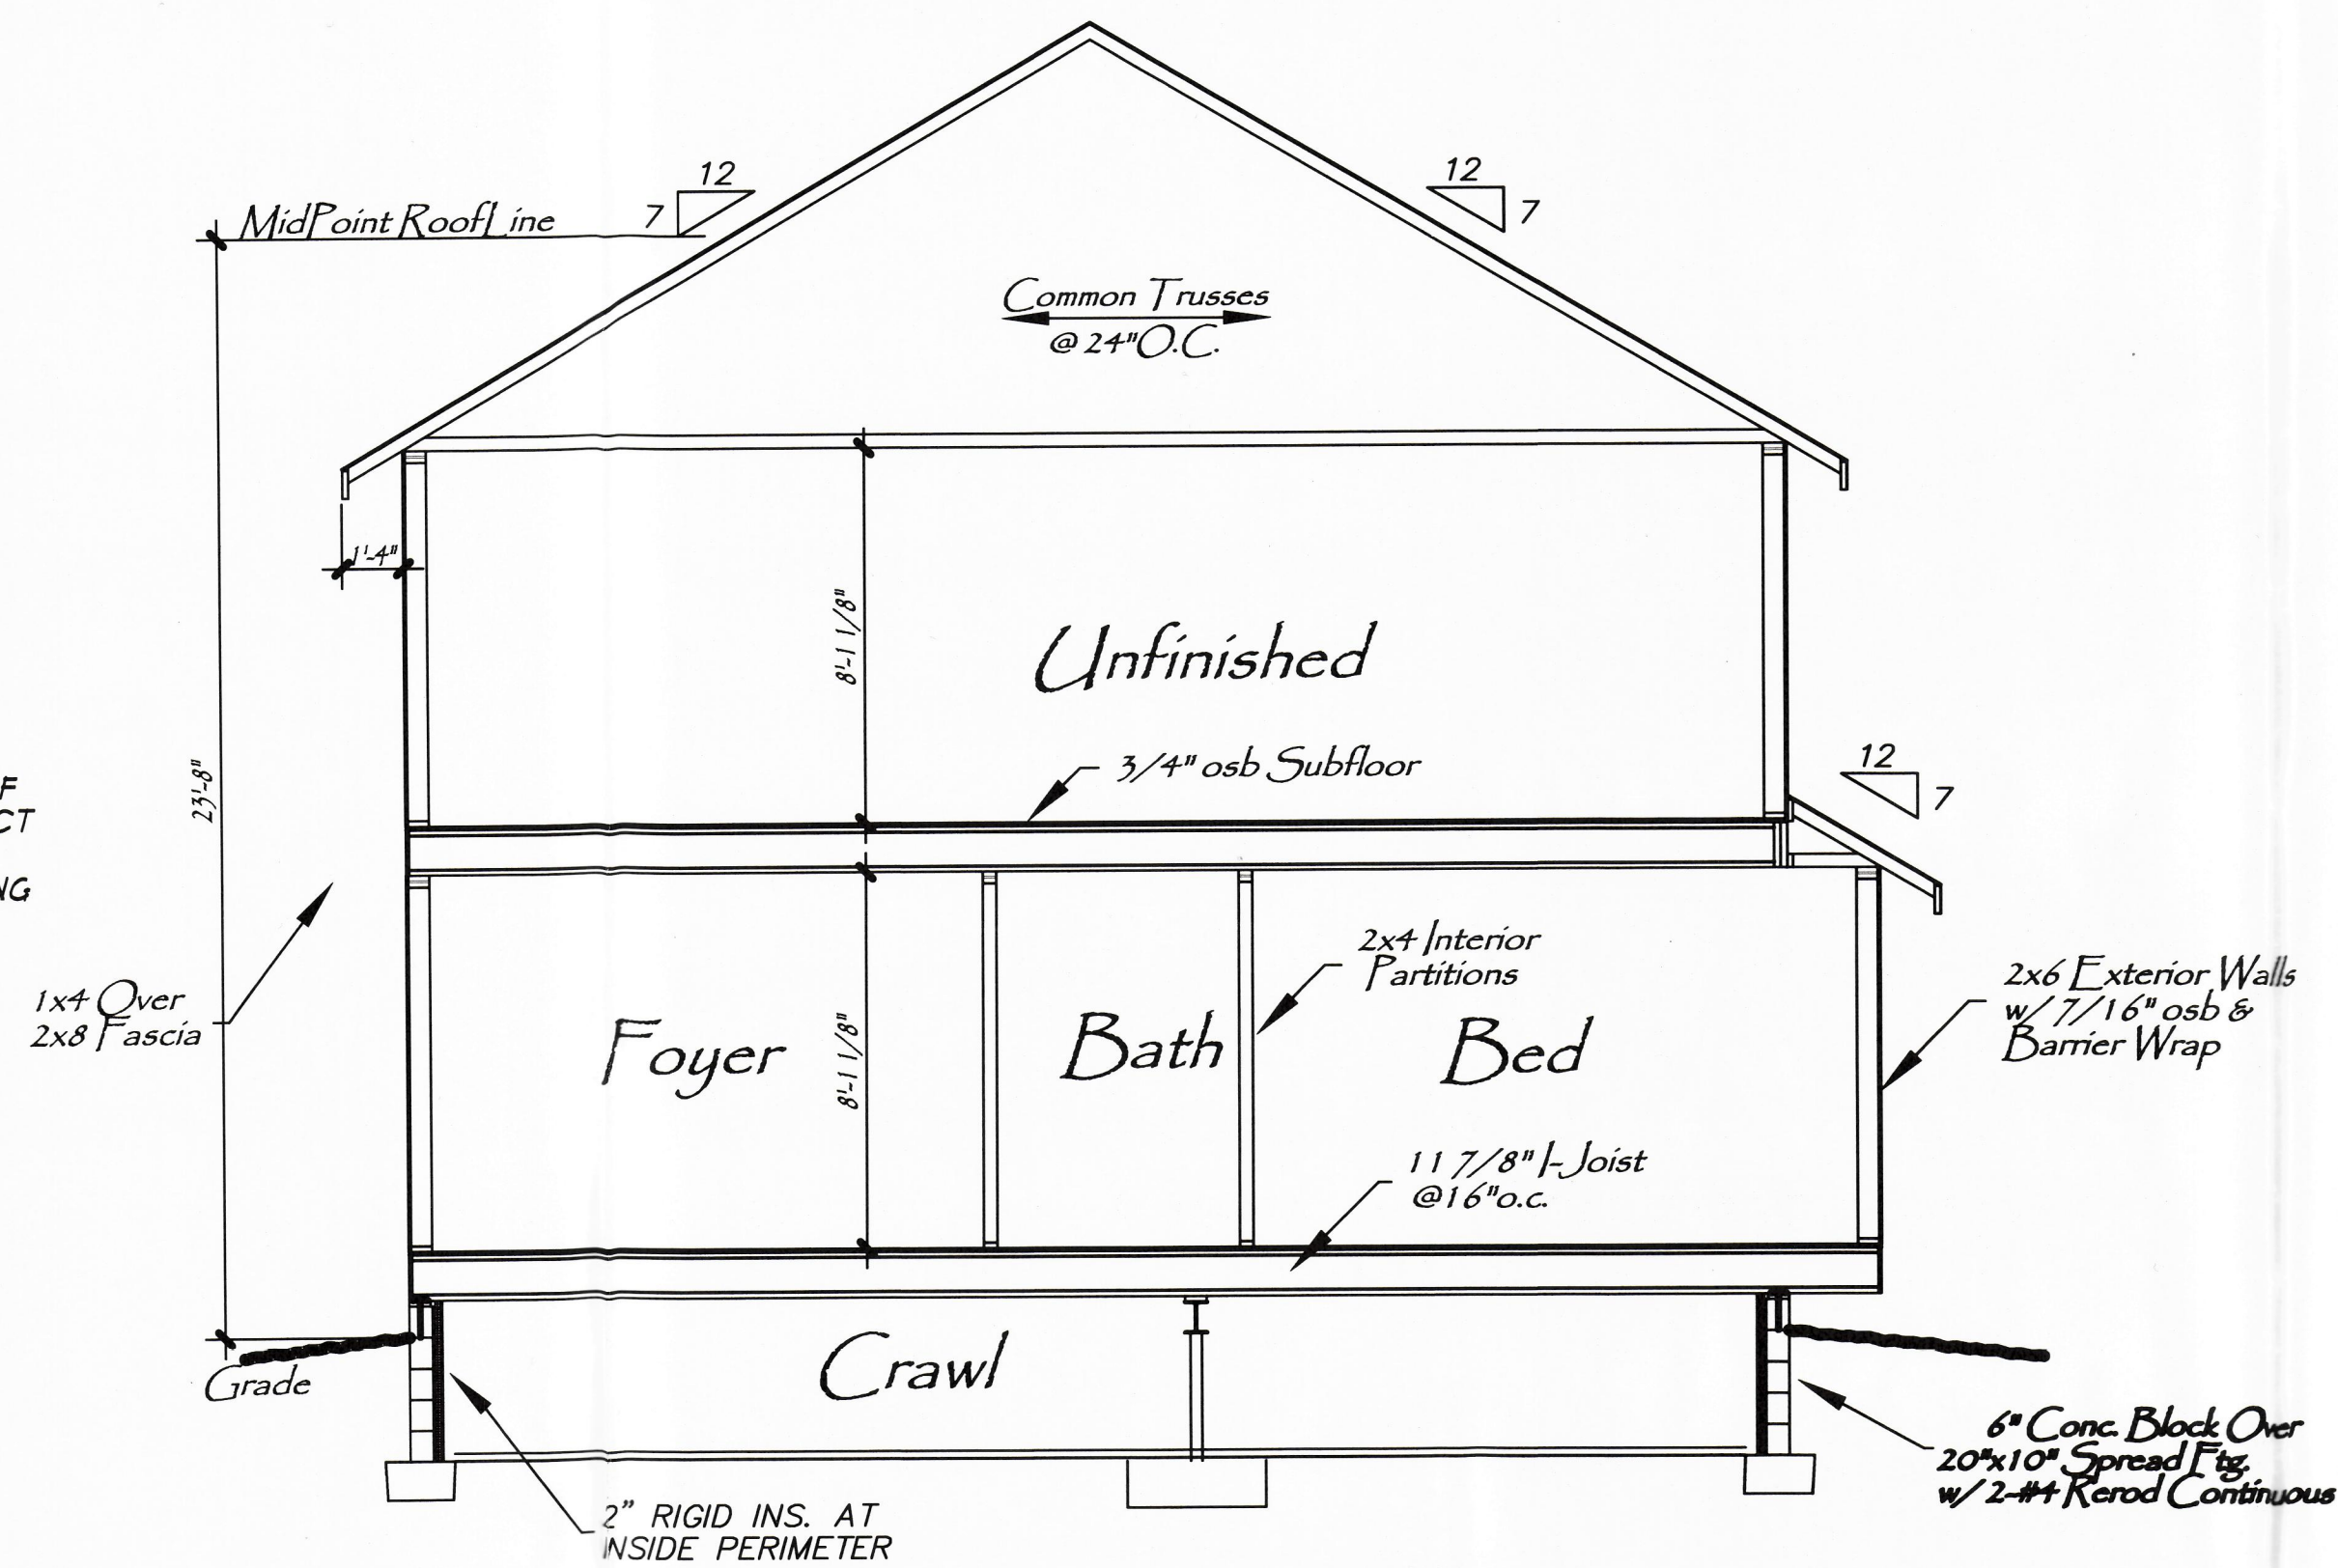 12
7
MidPoint RoofLine
12
7
Common Trusses
@ 24"O.C.
1'-4"
8'-1 1/8"
Unfinished
3/4" osb Subfloor
12
7
23'-8"
F
CT
NG
1x4 Over
2x8 Fascia
2x4 Interior
Partitions
2x6 Exterior Walls
w/ 7/16" osb &
Barrier Wrap
Foyer
8'-1 1/8"
Bath
Bed
11 7/8" I-Joist
@16"o.c.
Crawl
Grade
6" Conc. Block Over
20"x10" Spread Ftg.
w/ 2-#4 Rerod Continuous
2" RIGID INS. AT
INSIDE PERIMETER